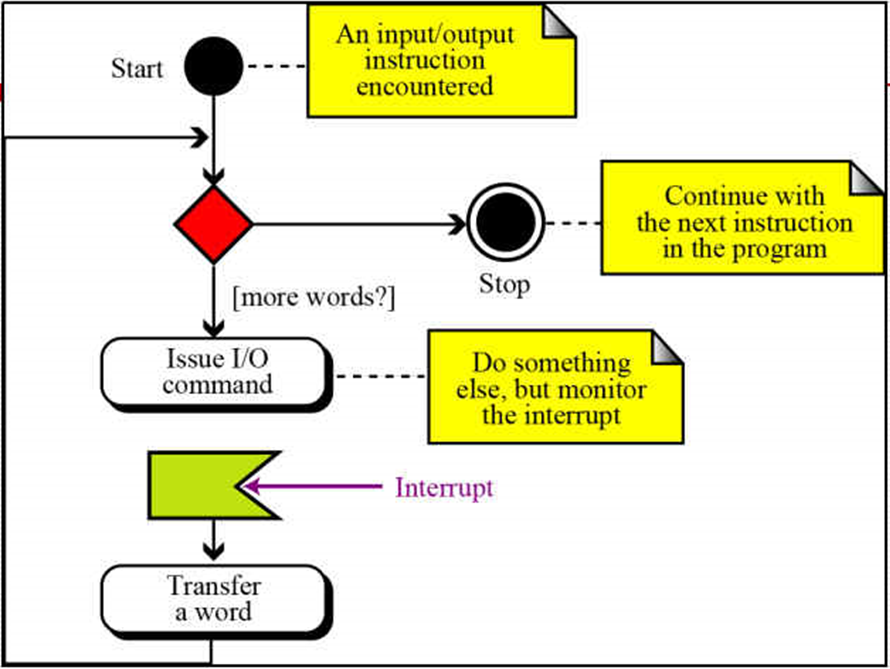 An input/output
instruction
encountered
Start
Continue with
the next instruction
in the program
Stop
[more words?]
Issue I/O
command
Do something
else, but monitor
the interrupt
Interrupt
Transfer
a word